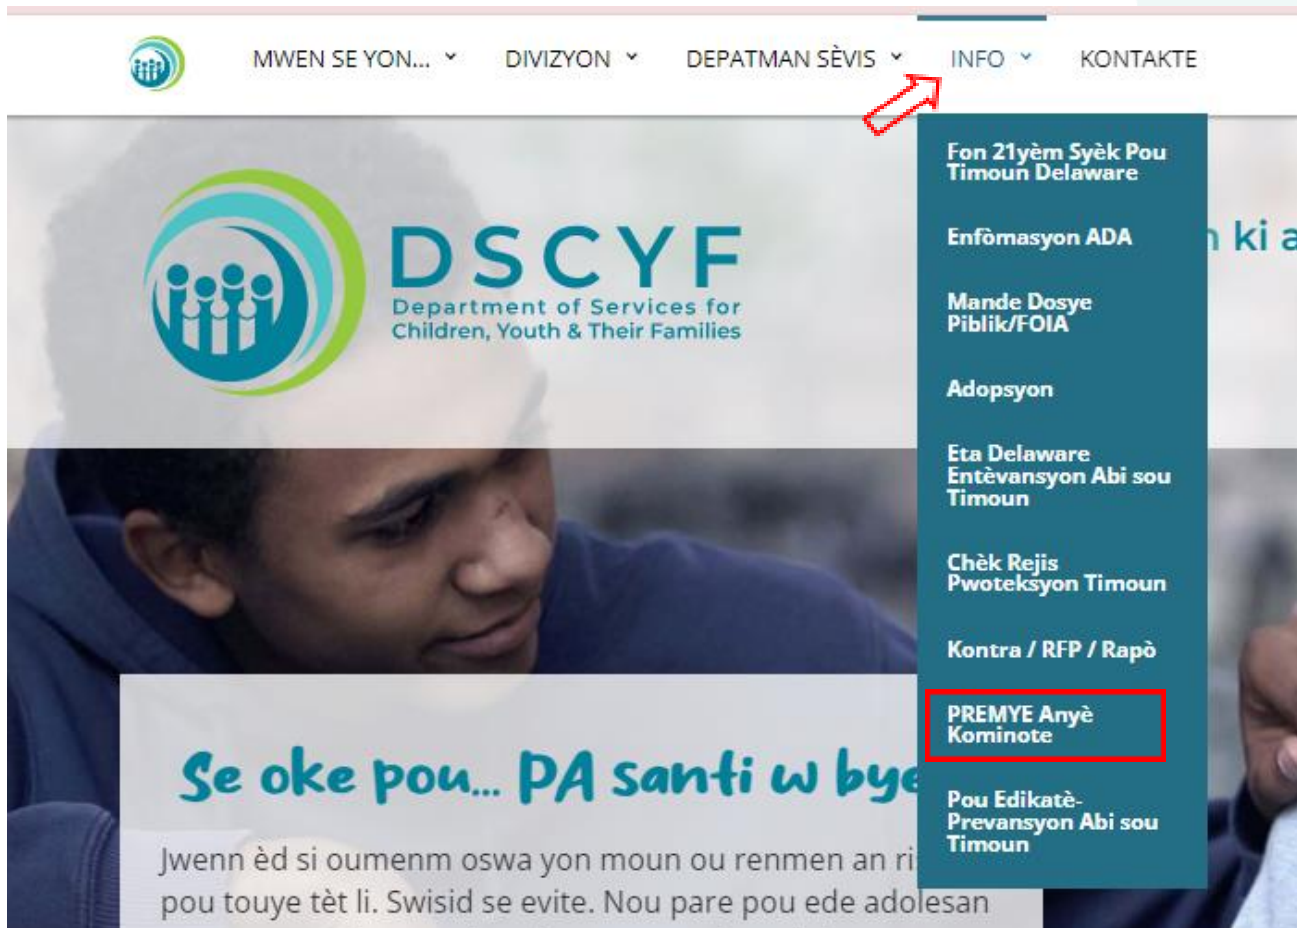 MWEN SE YON...
DIVIZYON
DEPATMAN SÈVIS
INFO
KONTAKTE
Fon 21yèm Syèk Pou
Timoun Delaware
Enfòmasyon ADA
Mande Dosye
Piblik/FOIA
Adopsyon
Eta Delaware
Entèvansyon Abi sou
Timoun
Chèk Rejis
Pwoteksyon Timoun
Kontra / RFP / Rapò
PREMYE Anyè
Kominote
Pou Edikatè-
Prevansyon Abi sou
Timoun
DSCYF
Department of Services for
Children, Youth & Their Families
ki
Se oke pou... PA santi w
Jwenn èd si oumenm oswa yon moun ou renmen an
pou touye tèt li. Swisid se evite. Nou pare pou ede adolesan